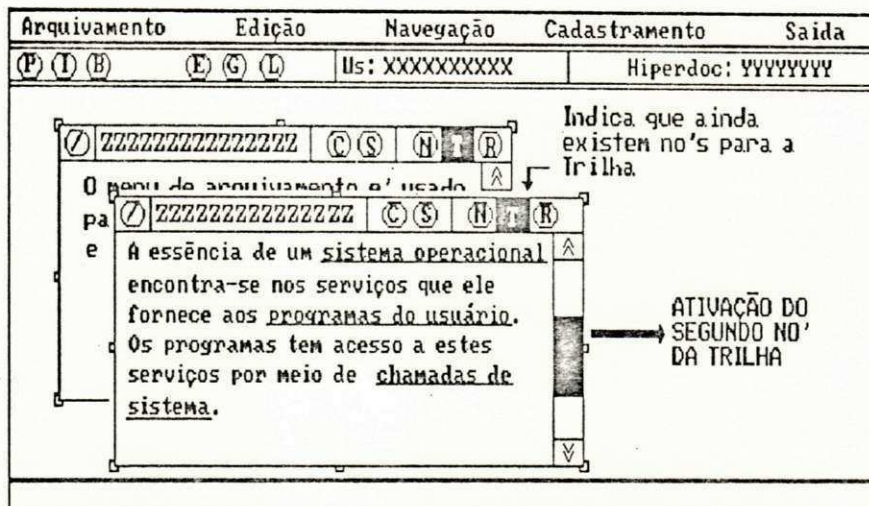 Arquivamento Edição Navegação Cadastramento Saida
P I B E G L Us: XXXXXXXXXX Hiperdoc: YYYYYYYY
Indica que ainda
existem no's para a
Trilha
/ ZZZZZZZZZZZZZZZ C S N T R
O menu de arquivamento e' usado
pa
e
/ ZZZZZZZZZZZZZZZ C S N T R
A essência de um sistema operacional
encontra-se nos serviços que ele
fornece aos programas do usuário.
Os programas tem acesso a estes
serviços por meio de chamadas de
sistema.
ATIVAÇÃO DO
SEGUNDO NO'
DA TRILHA